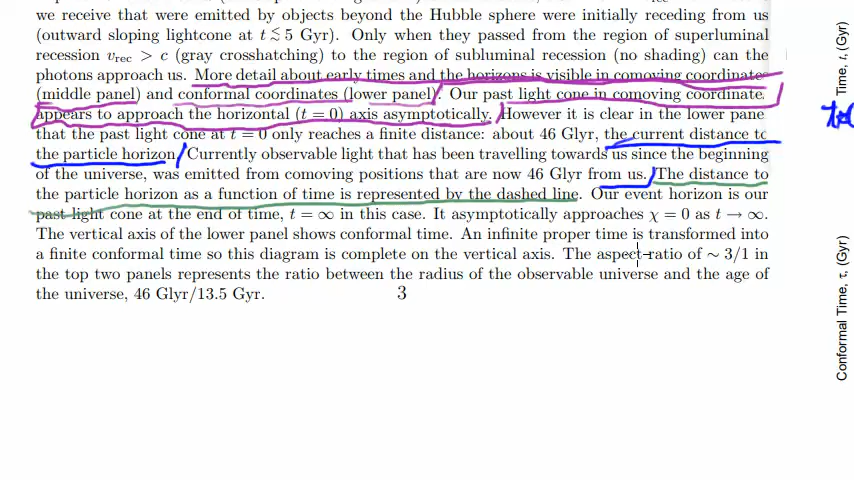 we receive that were emitted by objects beyond the Hubble sphere were initially receding from us
(outward sloping lightcone at t ≲ 5 Gyr). Only when they passed from the region of superluminal
recession v_rec > c (gray crosshatching) to the region of subluminal recession (no shading) can the
photons approach us. More detail about early times and the horizons is visible in comoving coordinates
(middle panel) and conformal coordinates (lower panel). Our past light cone in comoving coordinate
appears to approach the horizontal (t = 0) axis asymptotically. However it is clear in the lower pane
that the past light cone at t = 0 only reaches a finite distance: about 46 Glyr, the current distance to
the particle horizon. Currently observable light that has been travelling towards us since the beginning
of the universe, was emitted from comoving positions that are now 46 Glyr from us. The distance to
the particle horizon as a function of time is represented by the dashed line. Our event horizon is our
past light cone at the end of time, t = ∞ in this case. It asymptotically approaches χ = 0 as t → ∞.
The vertical axis of the lower panel shows conformal time. An infinite proper time is transformed into
a finite conformal time so this diagram is complete on the vertical axis. The aspect ratio of ∼ 3/1 in
the top two panels represents the ratio between the radius of the observable universe and the age of
the universe, 46 Glyr/13.5 Gyr.
3
Time, t, (Gyr)
Conformal Time, τ, (Gyr)